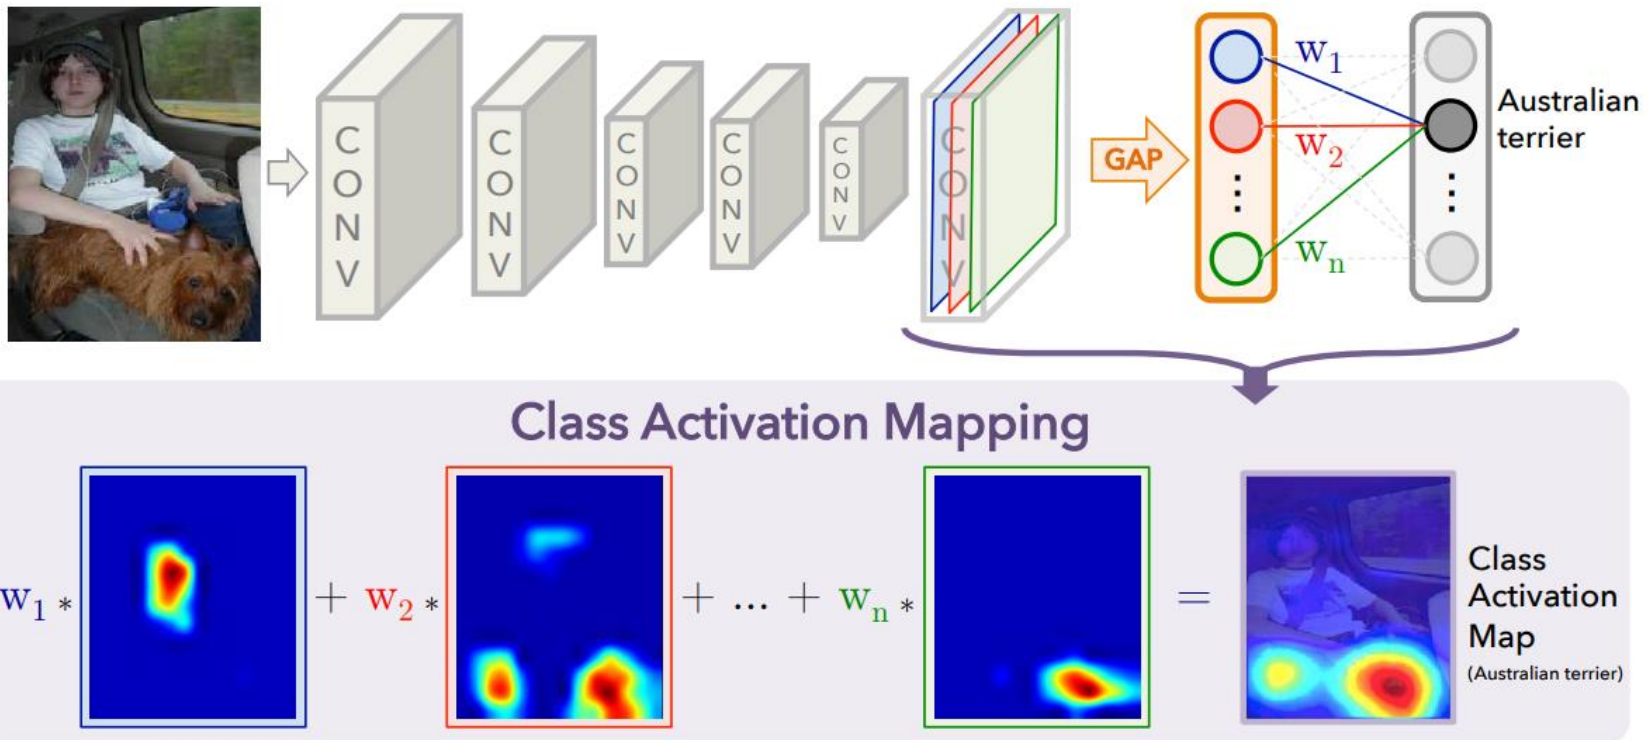 CONV
CONV
CONV
CONV
CONV
CONV
GAP
w1
w2
⋮
wn
⋮
Australian
terrier
Class Activation Mapping
w1 * + w2 * + ... + wn * =
Class
Activation
Map
(Australian terrier)